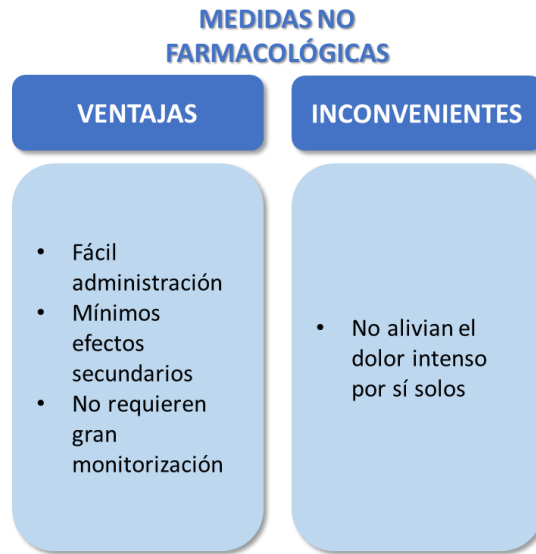 MEDIDAS NO
FARMACOLÓGICAS
VENTAJAS
• Fácil
administración
• Mínimos
efectos
secundarios
• No requieren
gran
monitorización
INCONVENIENTES
• No alivian el
dolor intenso
por sí solos